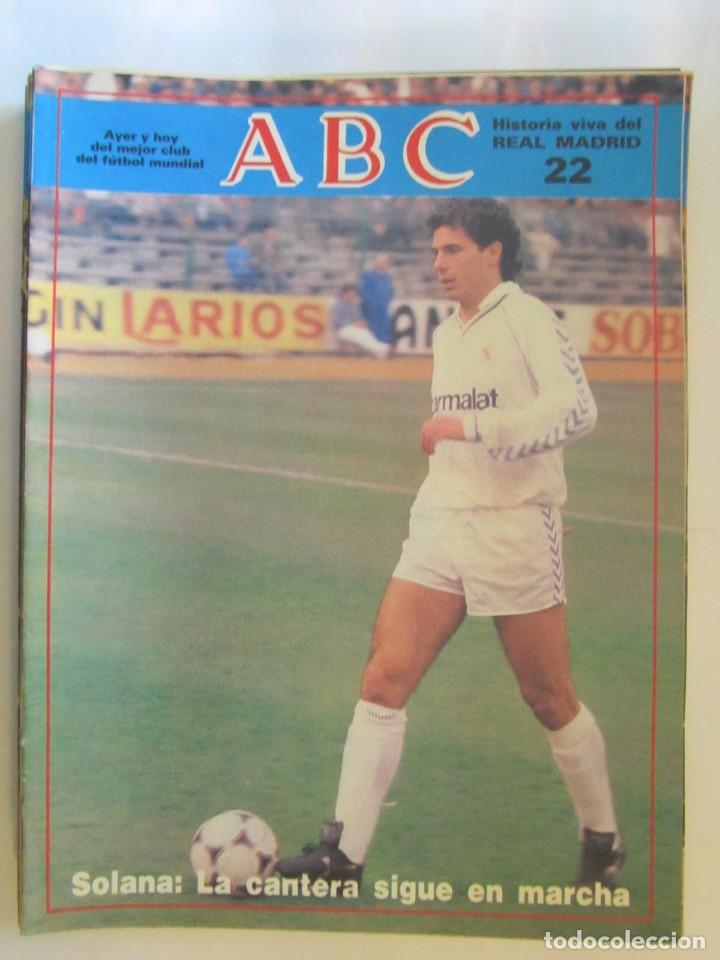 Ayer y hoy
del mejor club
del fútbol mundial
ABC
Historia viva del
REAL MADRID
22
GIN LARIOS
SOB
armalat
Solana: La cantera sigue en marcha
todocoleccion